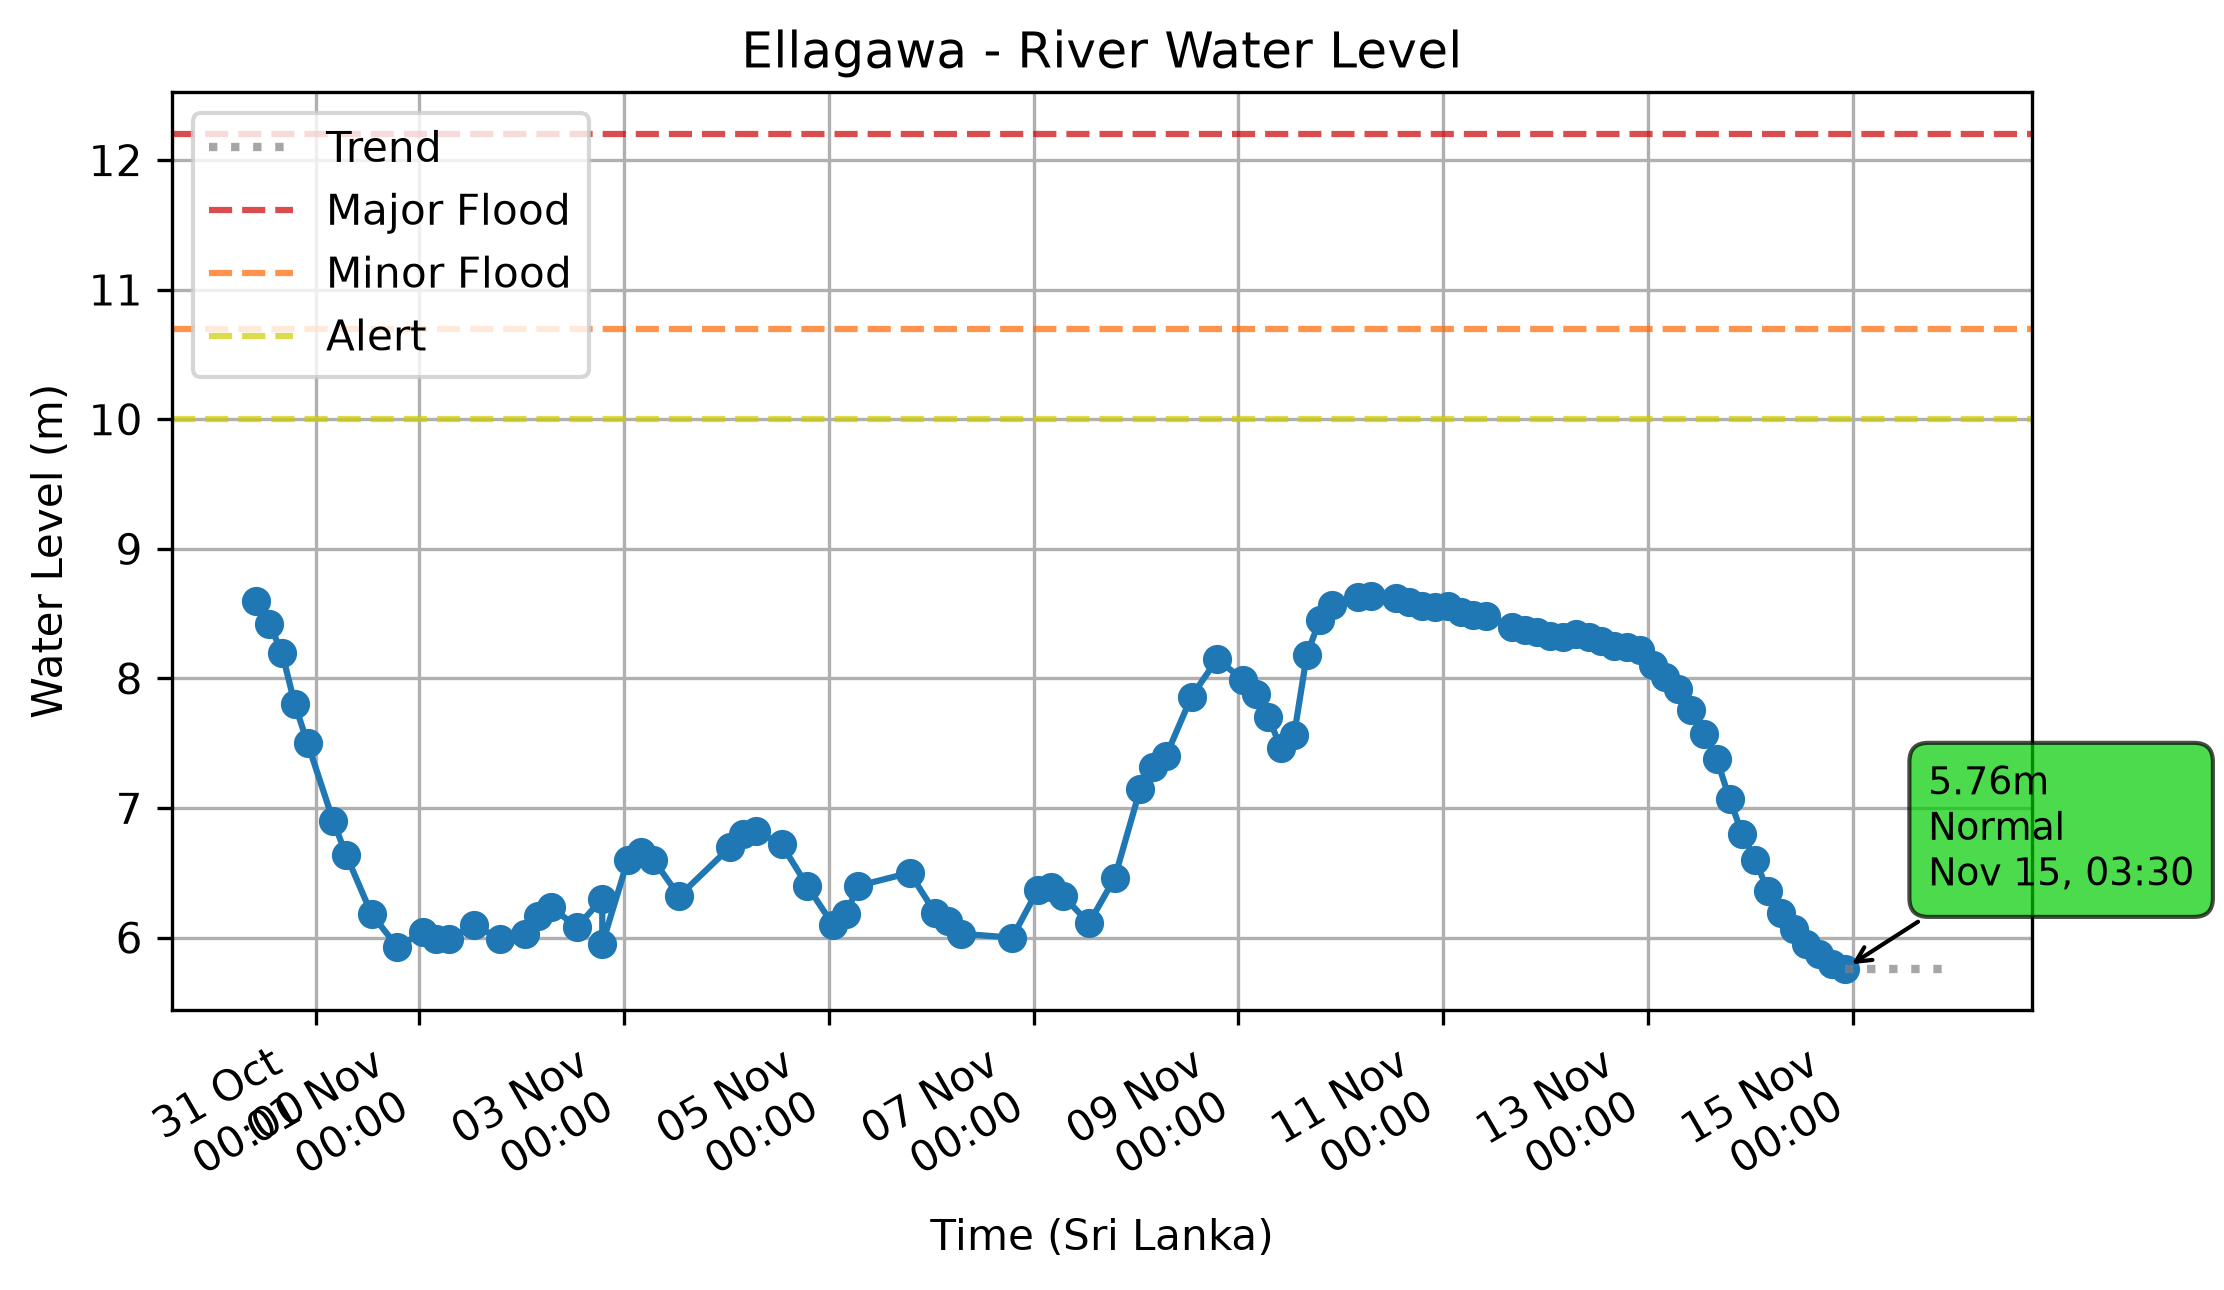 Ellagawa - River Water Level
Trend
Major Flood
Minor Flood
Alert
12
11
10
9
8
7
6
Water Level (m)
5.76m
Normal
Nov 15, 03:30
31 Oct
00:00
01 Nov
00:00
03 Nov
00:00
05 Nov
00:00
07 Nov
00:00
09 Nov
00:00
11 Nov
00:00
13 Nov
00:00
15 Nov
00:00
Time (Sri Lanka)